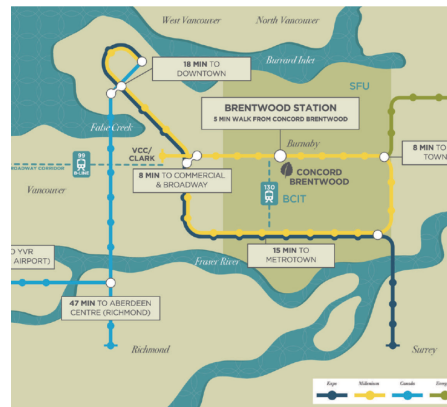 West Vancouver
North Vancouver
Burrard Inlet
18 MIN TO
DOWNTOWN
SFU
BRENTWOOD STATION
5 MIN WALK FROM CONCORD BRENTWOOD
False Creek
VCC/
CLARK
Burnaby
8 MIN TO
TOWN
99
B-LINE
ROADWAY CORRIDOR
8 MIN TO COMMERCIAL
& BROADWAY
CONCORD
BRENTWOOD
130
BCIT
Vancouver
15 MIN TO
METROTOWN
O YVR
AIRPORT)
Fraser River
47 MIN TO ABERDEEN
CENTRE (RICHMOND)
Richmond
Surrey
Expo
Millennium
Canada